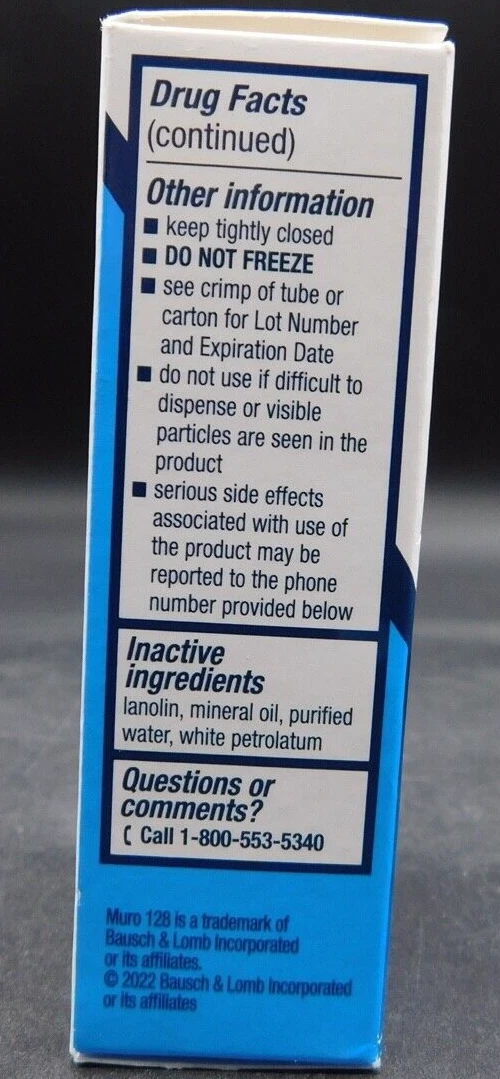 Drug Facts
(continued)
Other information
■ keep tightly closed
■ DO NOT FREEZE
■ see crimp of tube or
carton for Lot Number
and Expiration Date
■ do not use if difficult to
dispense or visible
particles are seen in the
product
■ serious side effects
associated with use of
the product may be
reported to the phone
number provided below
Inactive
ingredients
lanolin, mineral oil, purified
water, white petrolatum
Questions or
comments?
Call 1-800-553-5340
Muro 128 is a trademark of
Bausch & Lomb Incorporated
or its affiliates.
© 2022 Bausch & Lomb Incorporated
or its affiliates